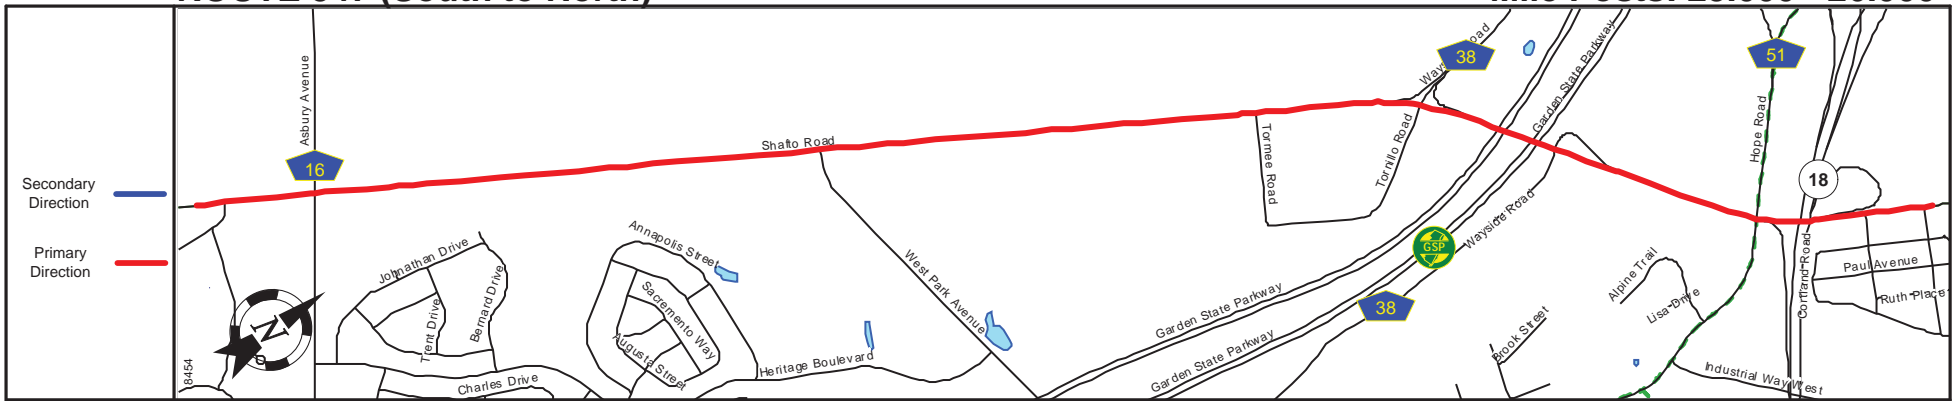 Secondary
Direction
Primary
Direction
Asbury Avenue
16
Shafto Road
38
Garden State Parkway
51
Hope Road
18
Tormee Road
Tornillo Road
Wayside Road
GSP
38
Johnathan Drive
Trent Drive
Bernard Drive
Charles Drive
Annapolis Street
Sacremento Way
Augusta Street
Heritage Boulevard
West Park Avenue
Garden State Parkway
Garden State Parkway
Brook Street
Alpine Trail
Lisa Drive
Industrial Way West
Cortland Road
Paul Avenue
Ruth Place
8454
N